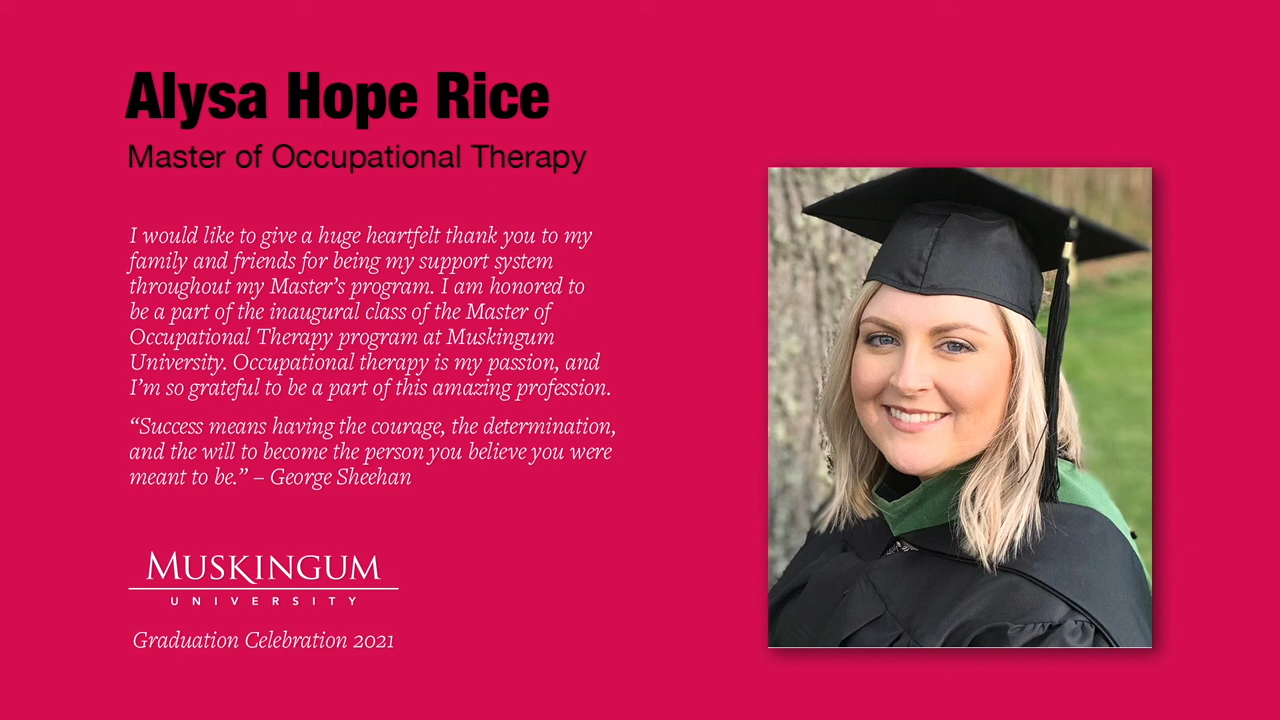 Alysa Hope Rice
Master of Occupational Therapy
I would like to give a huge heartfelt thank you to my
family and friends for being my support system
throughout my Master’s program. I am honored to
be a part of the inaugural class of the Master of
Occupational Therapy program at Muskingum
University. Occupational therapy is my passion, and
I’m so grateful to be a part of this amazing profession.
“Success means having the courage, the determination,
and the will to become the person you believe you were
meant to be.” – George Sheehan
MUSKINGUM
UNIVERSITY
Graduation Celebration 2021